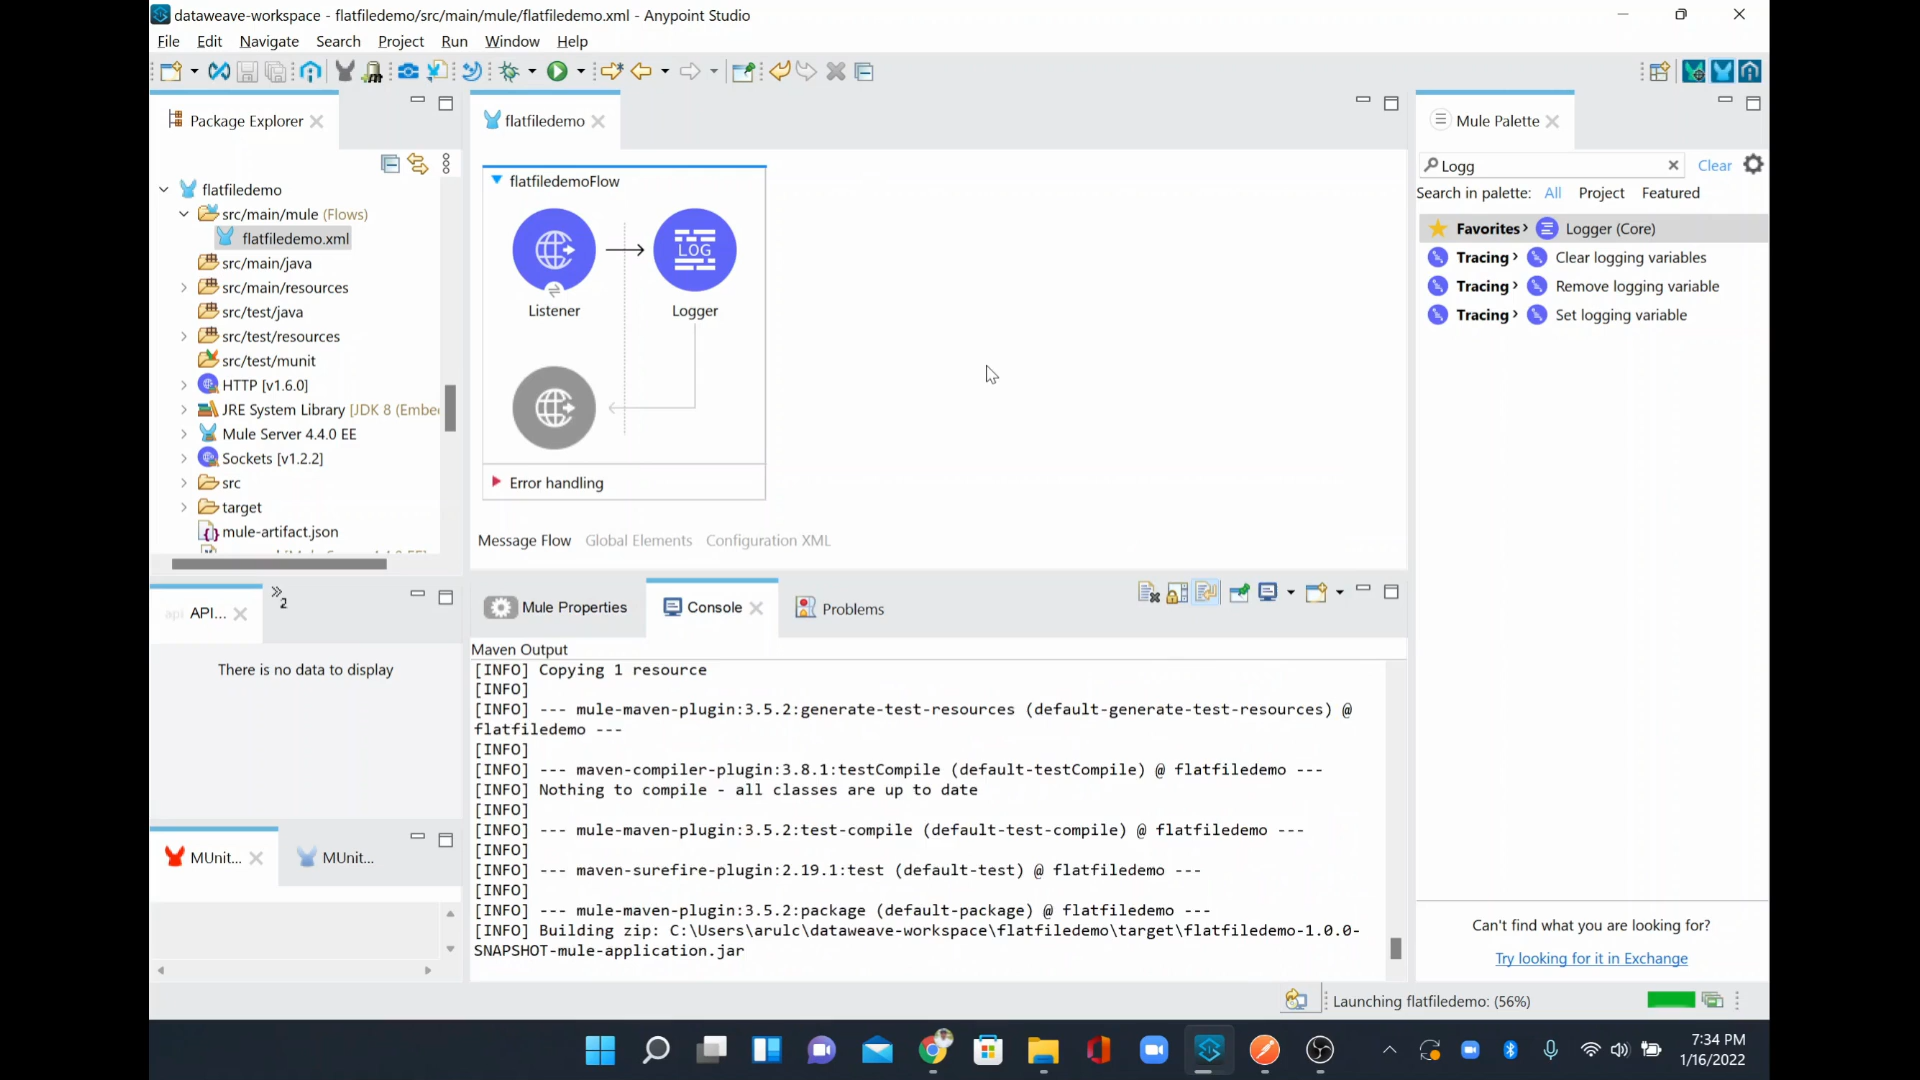 dataweave-workspace - flatfiledemo/src/main/mule/flatfiledemo.xml - Anypoint Studio
File Edit Navigate Search Project Run Window Help
Package Explorer
flatfiledemo
src/main/mule (Flows)
flatfiledemo.xml
src/main/java
src/main/resources
src/test/java
src/test/resources
src/test/munit
HTTP [v1.6.0]
JRE System Library [JDK 8 (Embe
Mule Server 4.4.0 EE
Sockets [v1.2.2]
src
target
mule-artifact.json
API...
2
There is no data to display
MUnit...
MUnit...
flatfiledemo
flatfiledemoFlow
LOG
Listener
Logger
Error handling
Message Flow Global Elements Configuration XML
Mule Properties
Console
Problems
Maven Output
[INFO] Copying 1 resource
[INFO]
[INFO] --- mule-maven-plugin:3.5.2:generate-test-resources (default-generate-test-resources) @
flatfiledemo ---
[INFO]
[INFO] --- maven-compiler-plugin:3.8.1:testCompile (default-testCompile) @ flatfiledemo ---
[INFO] Nothing to compile - all classes are up to date
[INFO]
[INFO] --- mule-maven-plugin:3.5.2:test-compile (default-test-compile) @ flatfiledemo ---
[INFO]
[INFO] --- maven-surefire-plugin:2.19.1:test (default-test) @ flatfiledemo ---
[INFO]
[INFO] --- mule-maven-plugin:3.5.2:package (default-package) @ flatfiledemo ---
[INFO] Building zip: C:\Users\arulc\dataweave-workspace\flatfiledemo\target\flatfiledemo-1.0.0-
SNAPSHOT-mule-application.jar
Mule Palette
Logg
Clear
Search in palette: All Project Featured
Favorites> Logger (Core)
Tracing> Clear logging variables
Tracing> Remove logging variable
Tracing> Set logging variable
Can't find what you are looking for?
Try looking for it in Exchange
Launching flatfiledemo: (56%)
7:34 PM
1/16/2022